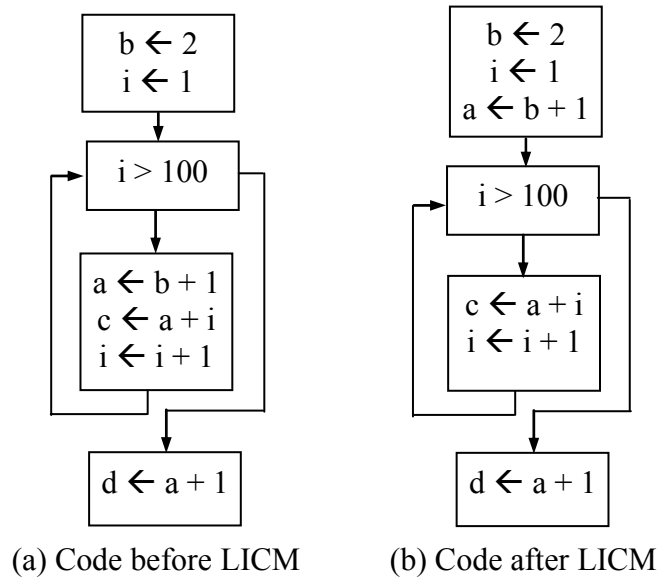 b ← 2
i ← 1
i > 100
a ← b + 1
c ← a + i
i ← i + 1
d ← a + 1
(a) Code before LICM
b ← 2
i ← 1
a ← b + 1
i > 100
c ← a + i
i ← i + 1
d ← a + 1
(b) Code after LICM